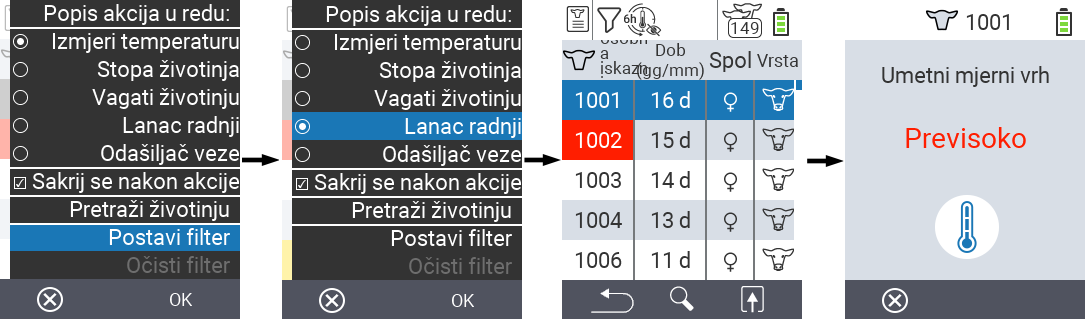 Popis akcija u redu:
Izmjeri temperaturu
Stopa životinja
Vagati životinju
Lanac radnji
Odašiljač veze
Sakrij se nakon akcije
Pretraži životinju
Postavi filter
Očisti filter
OK
Popis akcija u redu:
Izmjeri temperaturu
Stopa životinja
Vagati životinju
Lanac radnji
Odašiljač veze
Sakrij se nakon akcije
Pretraži životinju
Postavi filter
Očisti filter
OK
6h
149
Dob (gg/mm) Spol Vrsta
1001 16 d
1002 15 d
1003 14 d
1004 13 d
1006 11 d
1001
Umetni mjerni vrh
Previsoko